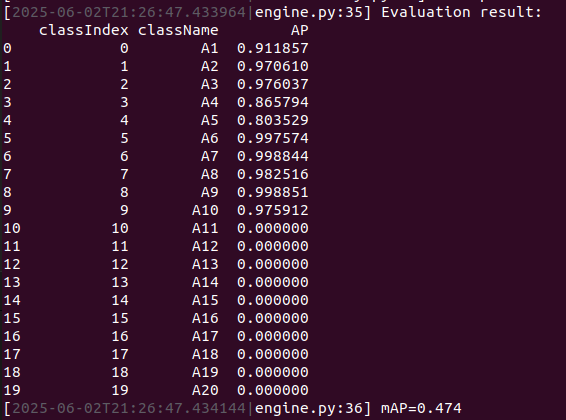 [2025-06-02T21:26:47.433964|engine.py:35] Evaluation result:
classIndex className AP
0 0 A1 0.911857
1 1 A2 0.970610
2 2 A3 0.976037
3 3 A4 0.865794
4 4 A5 0.803529
5 5 A6 0.997574
6 6 A7 0.998844
7 7 A8 0.982516
8 8 A9 0.998851
9 9 A10 0.975912
10 10 A11 0.000000
11 11 A12 0.000000
12 12 A13 0.000000
13 13 A14 0.000000
14 14 A15 0.000000
15 15 A16 0.000000
16 16 A17 0.000000
17 17 A18 0.000000
18 18 A19 0.000000
19 19 A20 0.000000
[2025-06-02T21:26:47.434144|engine.py:36] mAP=0.474